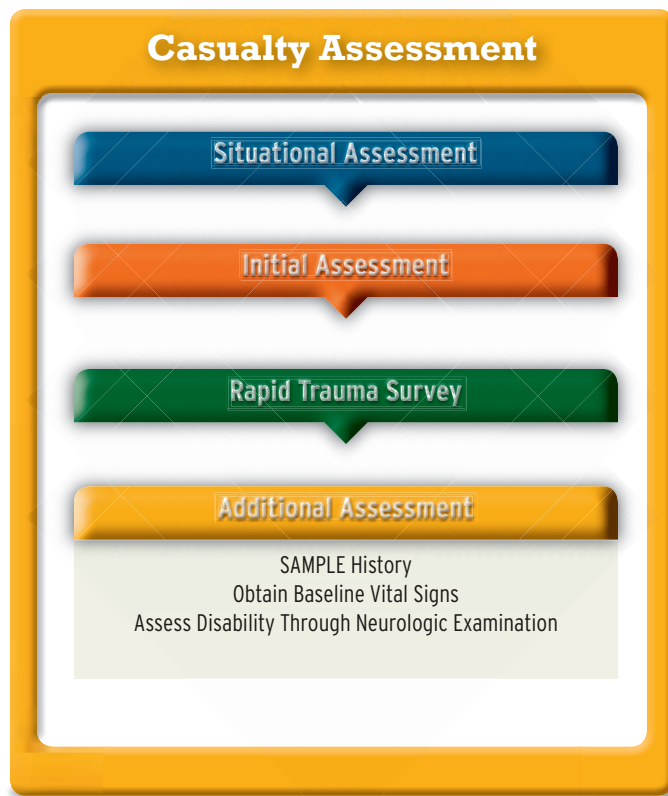 Casualty Assessment
Situational Assessment
Initial Assessment
Rapid Trauma Survey
Additional Assessment
SAMPLE History
Obtain Baseline Vital Signs
Assess Disability Through Neurologic Examination